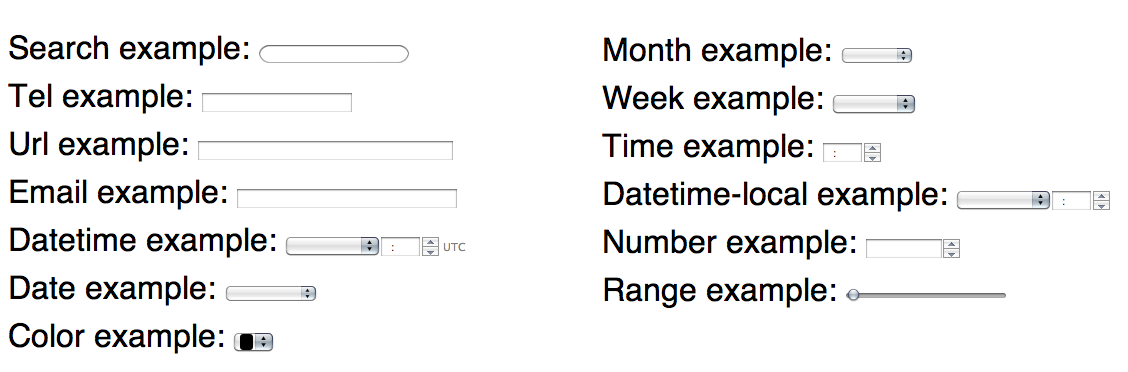 Search example:
Tel example:
Url example:
Email example:
Datetime example: : UTC
Date example:
Color example:
Month example:
Week example:
Time example: :
Datetime-local example: :
Number example:
Range example: